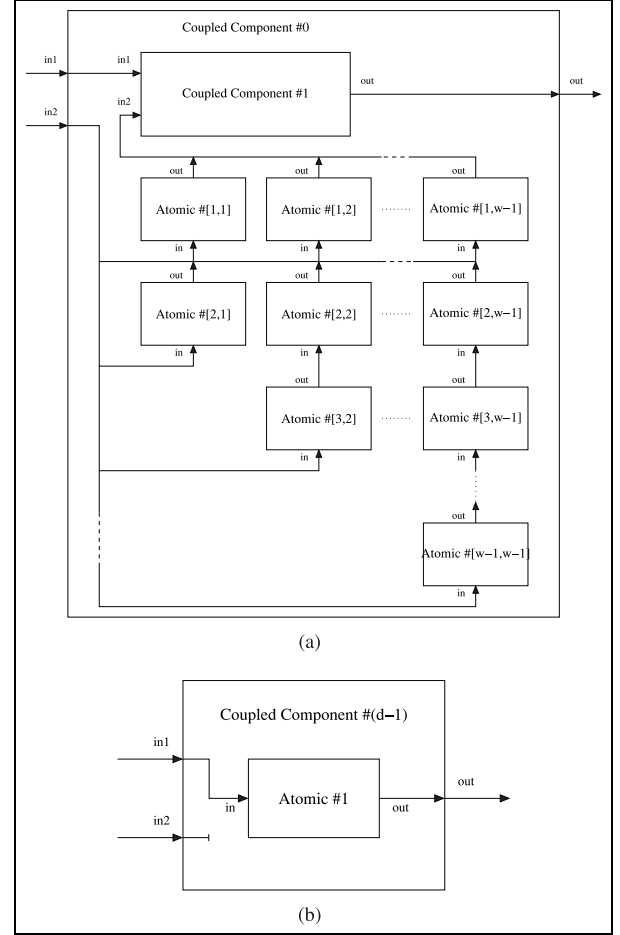 Coupled Component #0
in1
in1
Coupled Component #1
out
out
in2
in2
out
out
out
Atomic #[1,1]
Atomic #[1,2]
........
Atomic #[1,w−1]
in
in
in
out
out
out
Atomic #[2,1]
Atomic #[2,2]
........
Atomic #[2,w−1]
in
in
in
out
out
Atomic #[3,2]
........
Atomic #[3,w−1]
in
in
out
Atomic #[w−1,w−1]
in
(a)
Coupled Component #(d−1)
in1
Atomic #1
out
in
out
in2
(b)